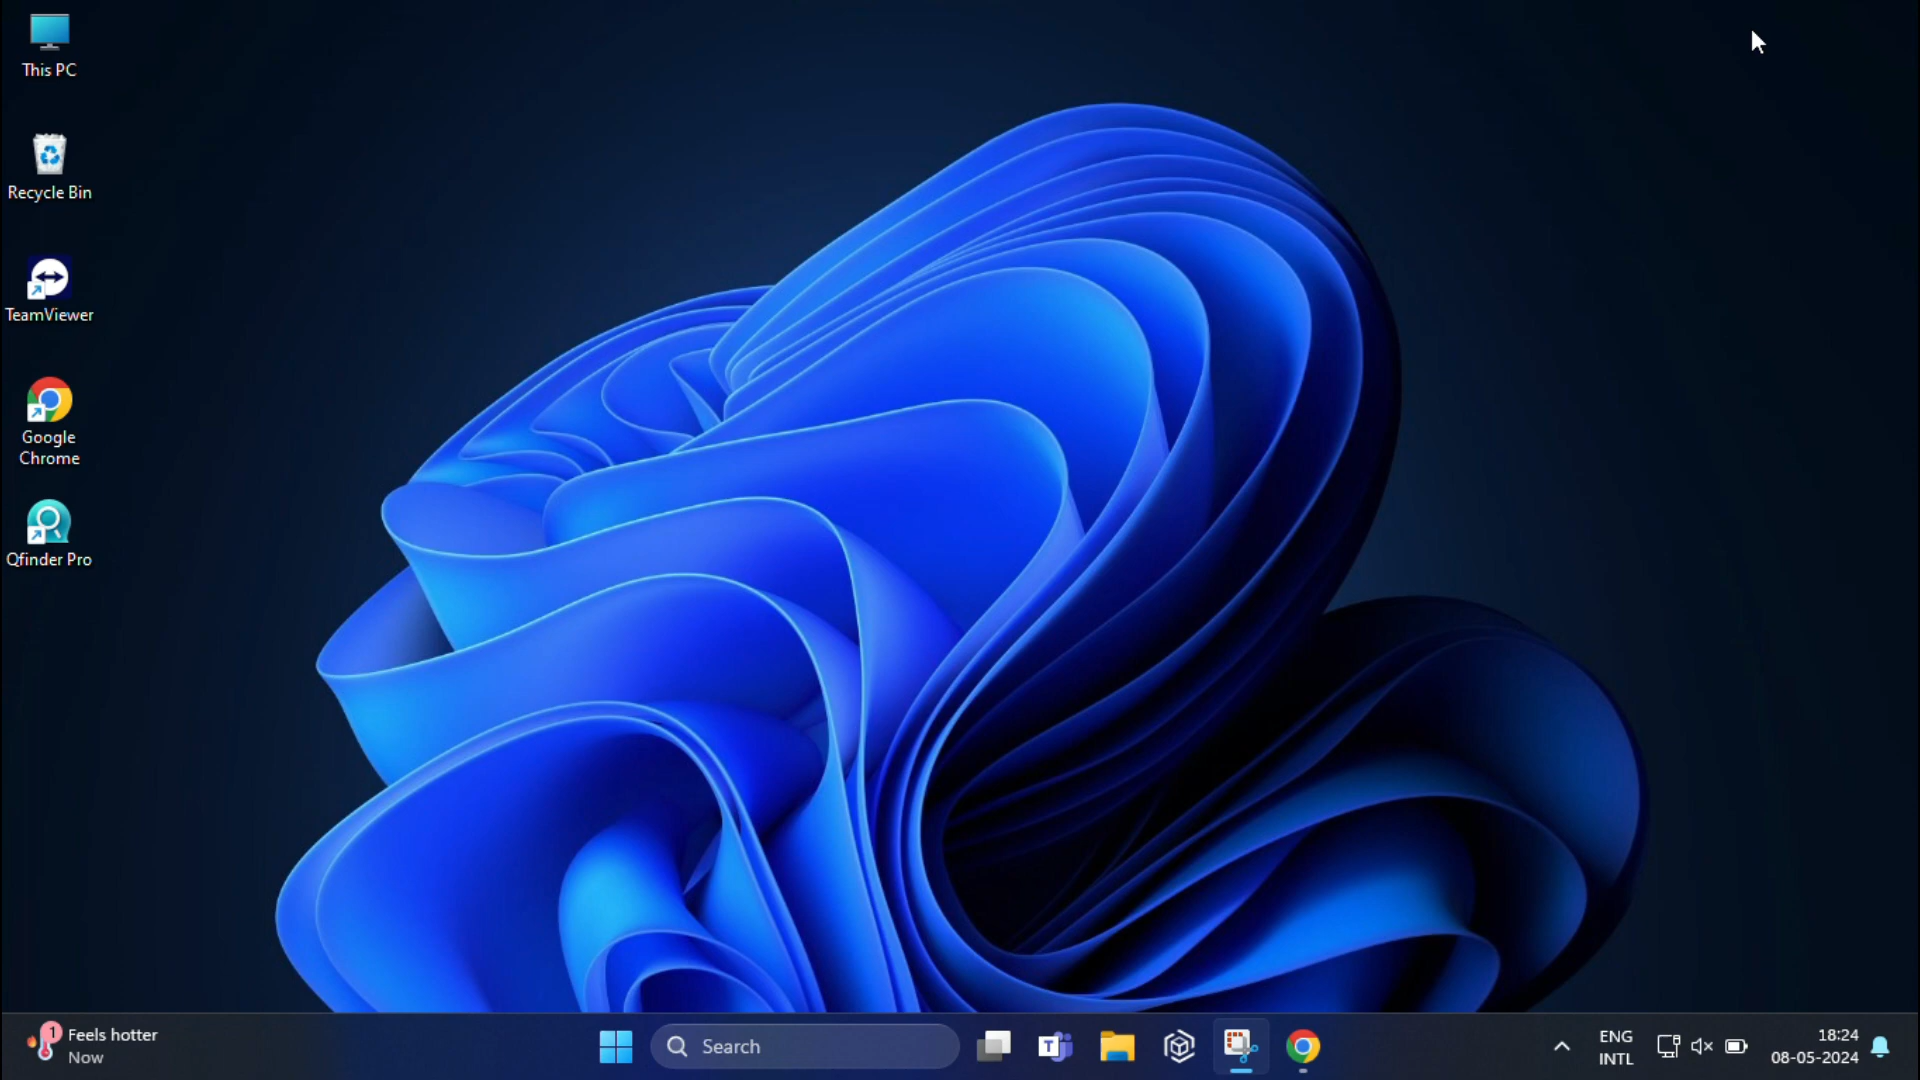 This PC
Recycle Bin
TeamViewer
Google
Chrome
Qfinder Pro
1
Feels hotter
Now
Search
T
ENG
INTL
18:24
08-05-2024